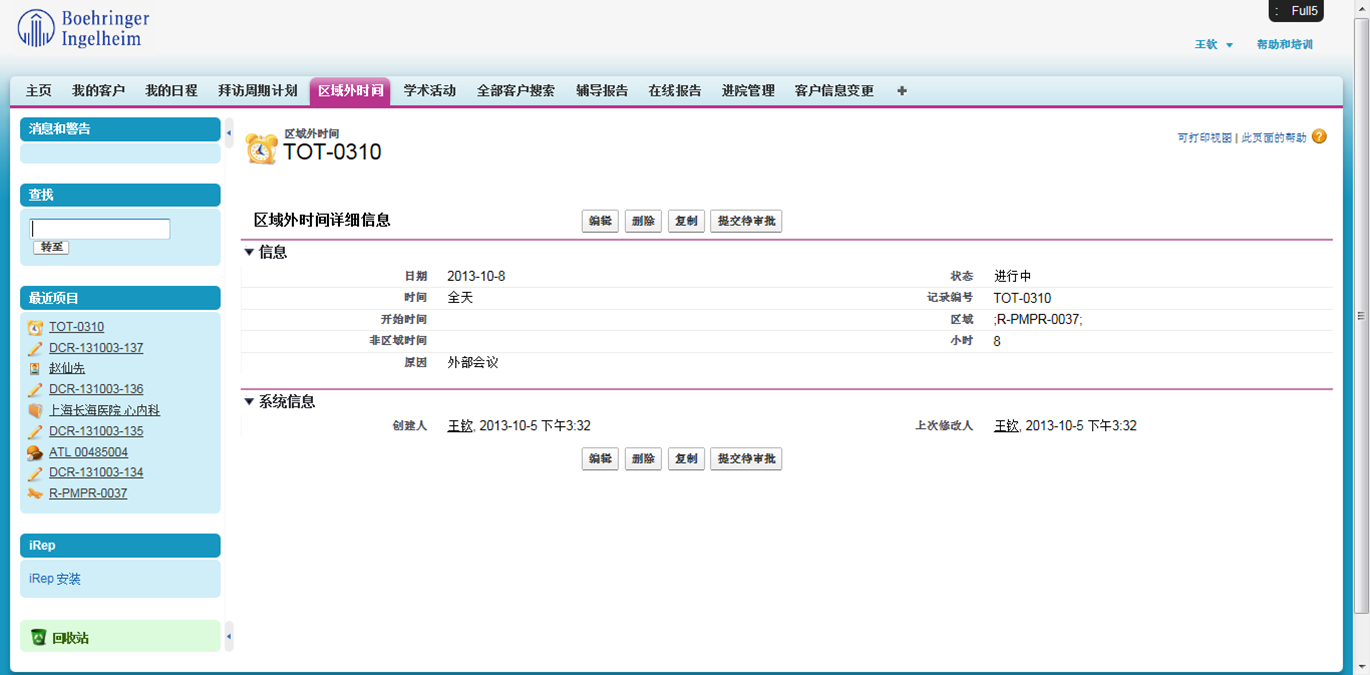 Boehringer
Ingelheim
: Full5
王钦 帮助和培训
主页 我的客户 我的日程 拜访周期计划 区域外时间 学术活动 全部客户搜索 辅导报告 在线报告 进院管理 客户信息变更 +
消息和警告
查找
转至
最近项目
TOT-0310
DCR-131003-137
赵仙先
DCR-131003-136
上海长海医院 心内科
DCR-131003-135
ATL 00485004
DCR-131003-134
R-PMPR-0037
iRep
iRep 安装
回收站
区域外时间
TOT-0310
可打印视图 | 此页面的帮助 ?
区域外时间详细信息 编辑 删除 复制 提交待审批
信息
日期 2013-10-8 状态 进行中
时间 全天 记录编号 TOT-0310
开始时间 区域 ;R-PMPR-0037;
非区域时间 小时 8
原因 外部会议
系统信息
创建人 王钦, 2013-10-5 下午3:32 上次修改人 王钦, 2013-10-5 下午3:32
编辑 删除 复制 提交待审批